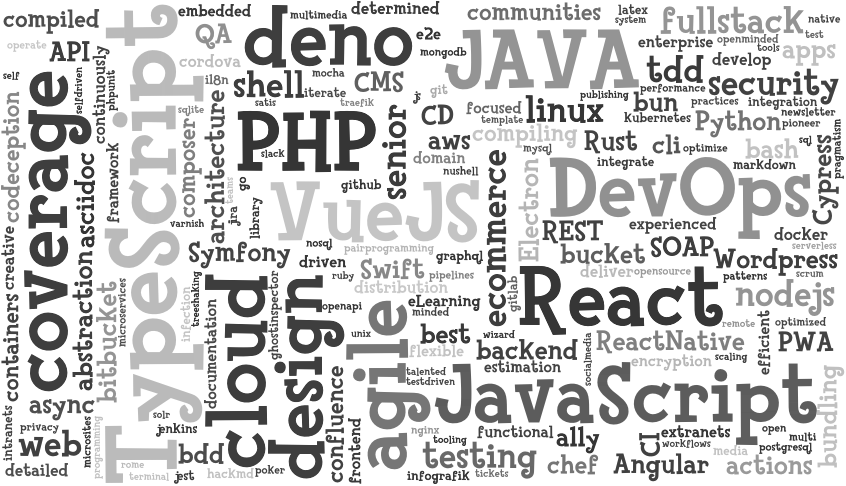 compiled
embedded
multimedia
determined
communities
latex
system
fullstack
native
operate
API
QA
deno
e2e
JAVA
enterprise
openminded
test
tools
apps
cordova
mongodb
tdd
develop
self
selfdriven
continuously
phpunt
i18n
shell
mocha
iterate
CMS
git
jr
publishing
performance
security
sqlite
satis
traefik
CD
focused
template
linux
bun
practices
integration
kubernetes
newsletter
codeception
coverage
TypeScript
composer
architecture
PHP
slack
senior
aws
compiling
mysql
Rust
cli
optimize
Python
pioneer
sql
bash
pragmatism
domain
nushell
integrate
markdown
Cypress
framework
asciidoc
go
teams
jira
github
library
VueJS
ecommerce
Electron
DevOps
varnish
nosql
pairprogramming
REST
experienced
docker
serverless
Symfony
driven
graphql
bucket
SOAP
Wordpress
creative
abstraction
bitbucket
microservices
infection
treeshaking
cloud
ghostinspector
design
ruby
Swift
pipelines
distribution
gitlab
deliver
opensource
patterns
scrum
containers
documentation
openapi
eLearning
minded
React
nodejs
unix
agile
best
wizard
remote
efficient
optimized
flexible
backend
socialmedia
ReactNative
PWA
talented
testdriven
estimation
encryption
scaling
async
solr
confluence
JavaScript
bundling
intranets
privacy
microsites
programming
jenkins
frontend
nginx
tooling
functional
ally
CI
extranets
workflows
open
multi
postgresql
web
bdd
testing
media
detailed
rome
terminal
jest
hackmd
poker
infografik
tickets
chef
Angular
actions